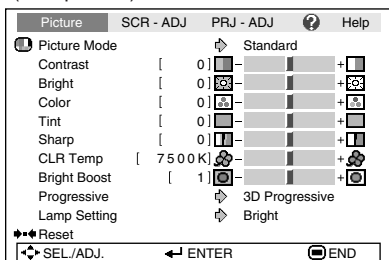 Picture SCR - ADJ PRJ - ADJ ? Help
Picture Mode Standard
Contrast [ 0] - +
Bright [ 0] - +
Color [ 0] - +
Tint [ 0] - +
Sharp [ 0] - +
CLR Temp [ 7500K] - +
Bright Boost [ 1] - +
Progressive 3D Progressive
Lamp Setting Bright
Reset
SEL./ADJ. ENTER END